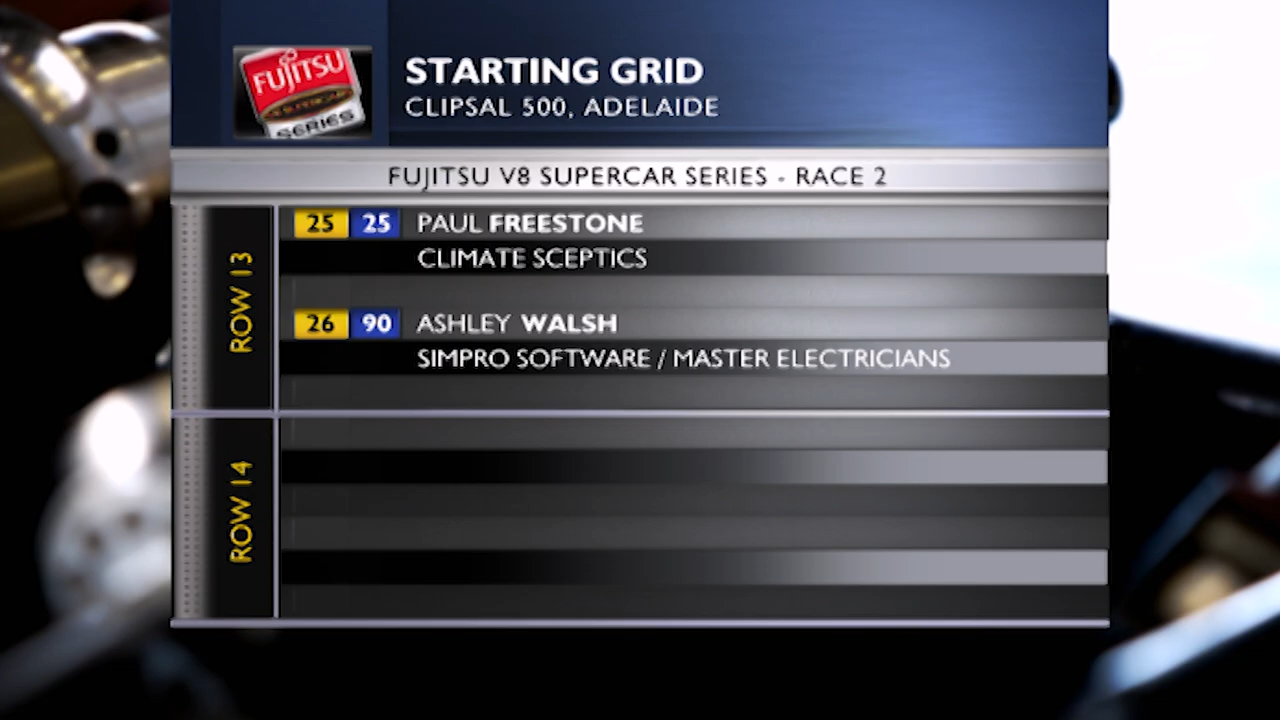 FUJITSU
SUPERCAR
SERIES
STARTING GRID
CLIPSAL 500, ADELAIDE
FUJITSU V8 SUPERCAR SERIES - RACE 2
ROW 13
25 25 PAUL FREESTONE
CLIMATE SCEPTICS
26 90 ASHLEY WALSH
SIMPRO SOFTWARE / MASTER ELECTRICIANS
ROW 14